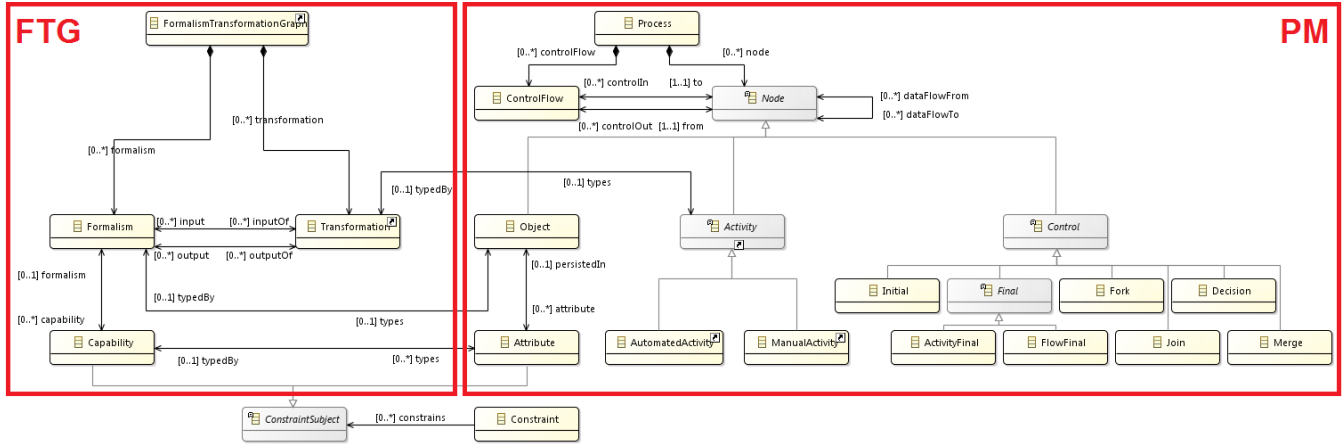 FTG
FormalismTransformationGraph
[0..*] transformation
[0..*] formalism
Formalism
[0..*] input
[0..*] inputOf
Transformation
[0..*] output
[0..*] outputOf
[0..1] formalism
[0..1] typedBy
[0..1] types
[0..*] capability
Capability
[0..1] typedBy
[0..*] types
[0..1] typedBy
[0..1] types
PM
Process
[0..*] controlFlow
[0..*] node
ControlFlow
[0..*] controlIn
[1..1] to
Node
[0..*] dataFlowFrom
[0..*] dataFlowTo
[0..*] controlOut
[1..1] from
Object
Activity
Control
[0..1] persistedIn
[0..*] attribute
Attribute
AutomatedActivity
ManualActivity
Initial
Final
Fork
Decision
ActivityFinal
FlowFinal
Join
Merge
ConstraintSubject
[0..*] constrains
Constraint